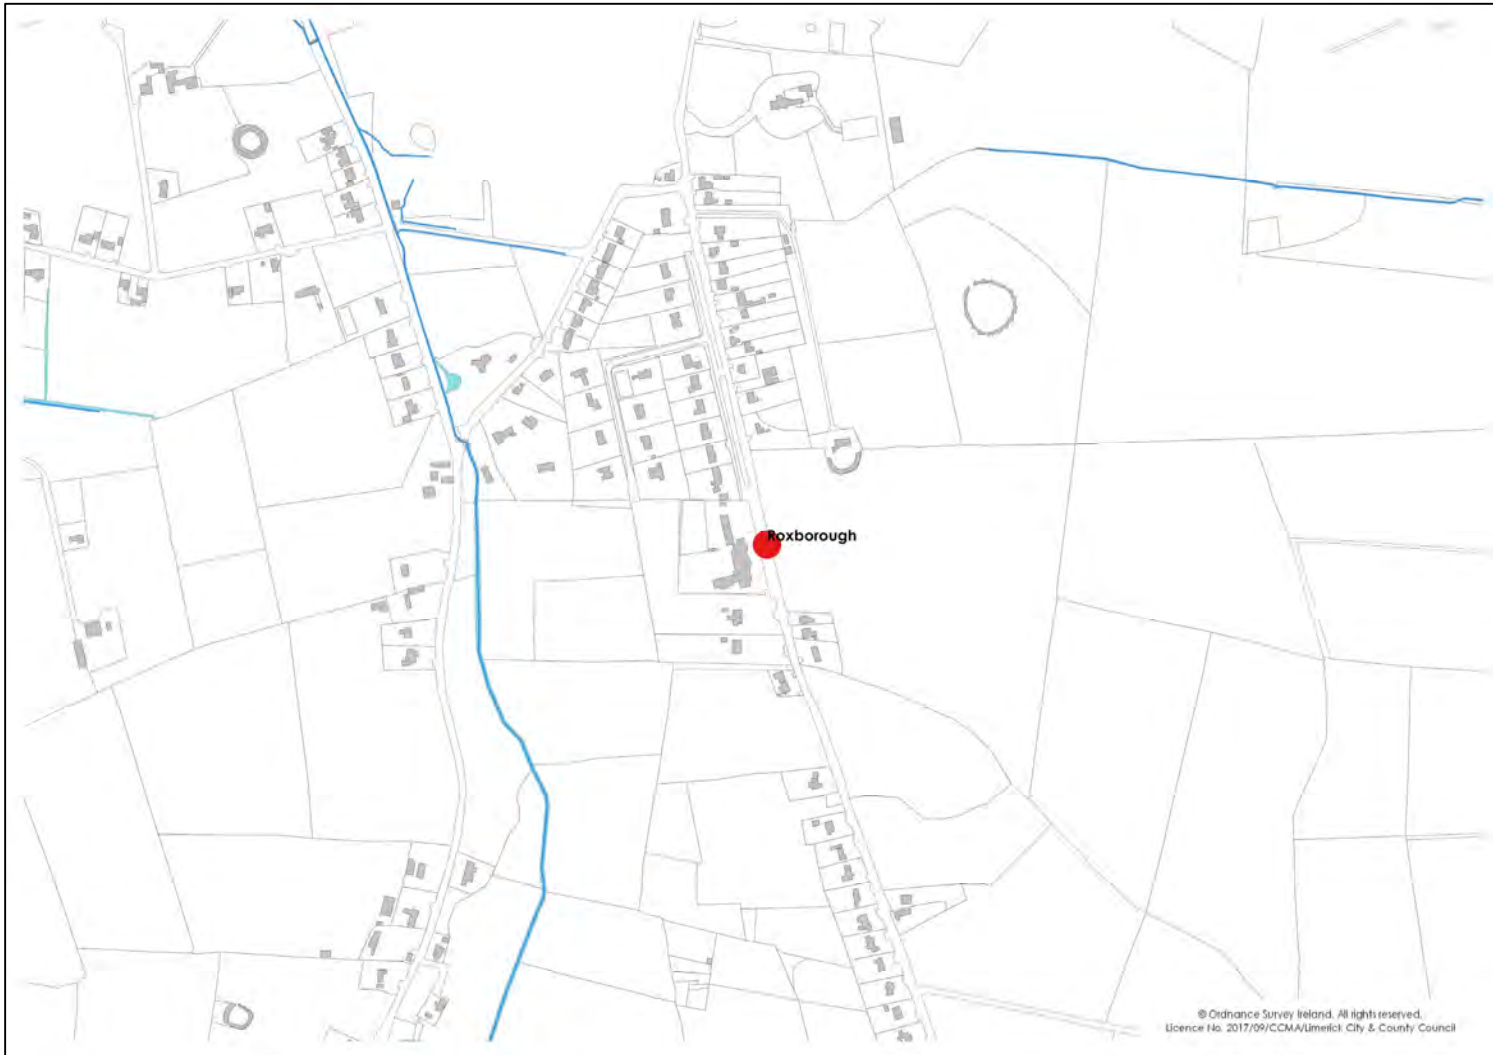 Roxborough
© Ordnance Survey Ireland. All rights reserved.
Licence No. 2017/09/CCMA/Limerick City & County Council